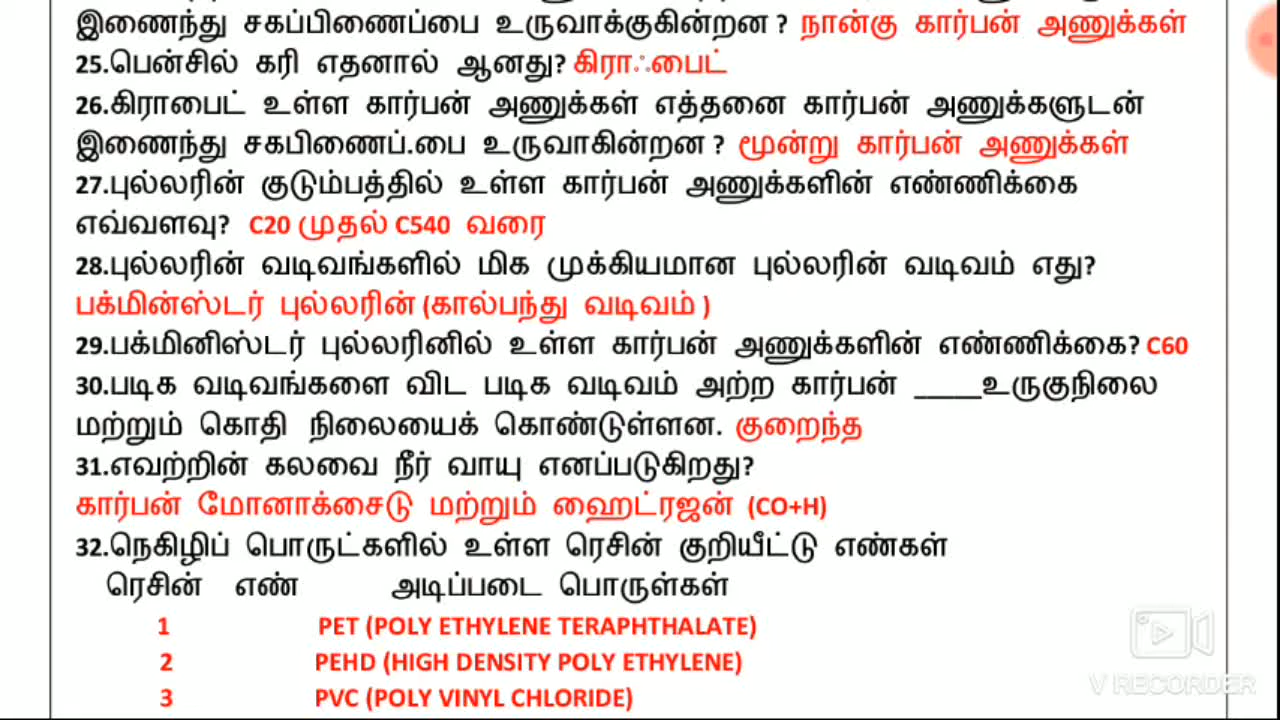 இணைந்து சகப்பிணைப்பை உருவாக்குகின்றன ? நான்கு கார்பன் அணுக்கள்
25.பென்சில் கரி எதனால் ஆனது? கிராஃபைட்
26.கிராபைட் உள்ள கார்பன் அணுக்கள் எத்தனை கார்பன் அணுக்களுடன்
இணைந்து சகபிணைப்.பை உருவாகின்றன ? மூன்று கார்பன் அணுக்கள்
27.புல்லரின் குடும்பத்தில் உள்ள கார்பன் அணுக்களின் எண்ணிக்கை
எவ்வளவு? C20 முதல் C540 வரை
28.புல்லரின் வடிவங்களில் மிக முக்கியமான புல்லரின் வடிவம் எது?
பக்மின்ஸ்டர் புல்லரின் (கால்பந்து வடிவம் )
29.பக்மினிஸ்டர் புல்லரினில் உள்ள கார்பன் அணுக்களின் எண்ணிக்கை? C60
30.படிக வடிவங்களை விட படிக வடிவம் அற்ற கார்பன் _____உருகுநிலை
மற்றும் கொதி நிலையைக் கொண்டுள்ளன. குறைந்த
31.எவற்றின் கலவை நீர் வாயு எனப்படுகிறது?
கார்பன் மோனாக்சைடு மற்றும் ஹைட்ரஜன் (CO+H)
32.நெகிழிப் பொருட்களில் உள்ள ரெசின் குறியீட்டு எண்கள்
ரெசின் எண் அடிப்படை பொருள்கள்
1 PET (POLY ETHYLENE TERAPHTHALATE)
2 PEHD (HIGH DENSITY POLY ETHYLENE)
3 PVC (POLY VINYL CHLORIDE)
V RECORDER